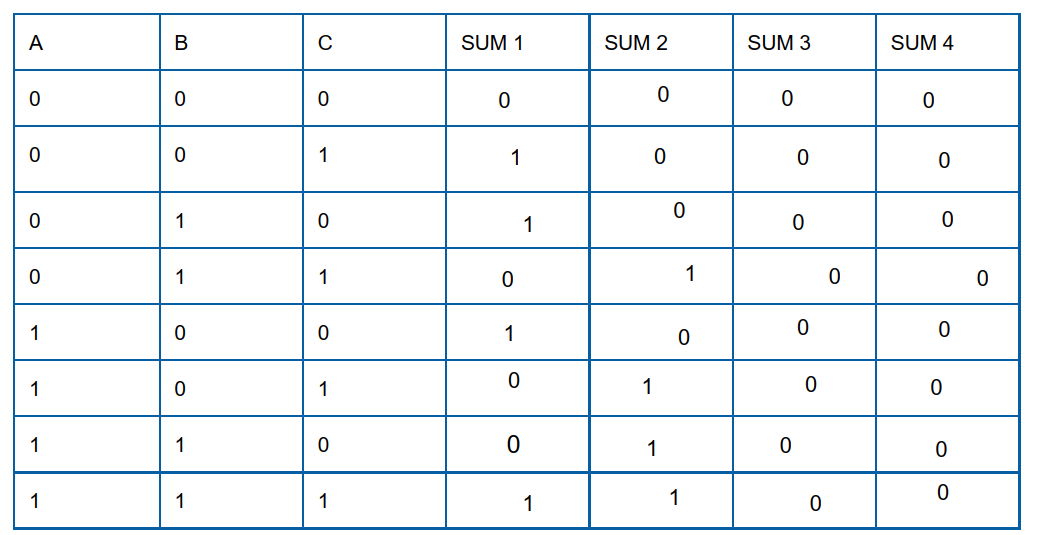 A B C SUM 1 SUM 2 SUM 3 SUM 4
0 0 0 0 0 0 0
0 0 1 1 0 0 0
0 1 0 1 0 0 0
0 1 1 0 1 0 0
1 0 0 1 0 0 0
1 0 1 0 1 0 0
1 1 0 0 1 0 0
1 1 1 1 1 0 0